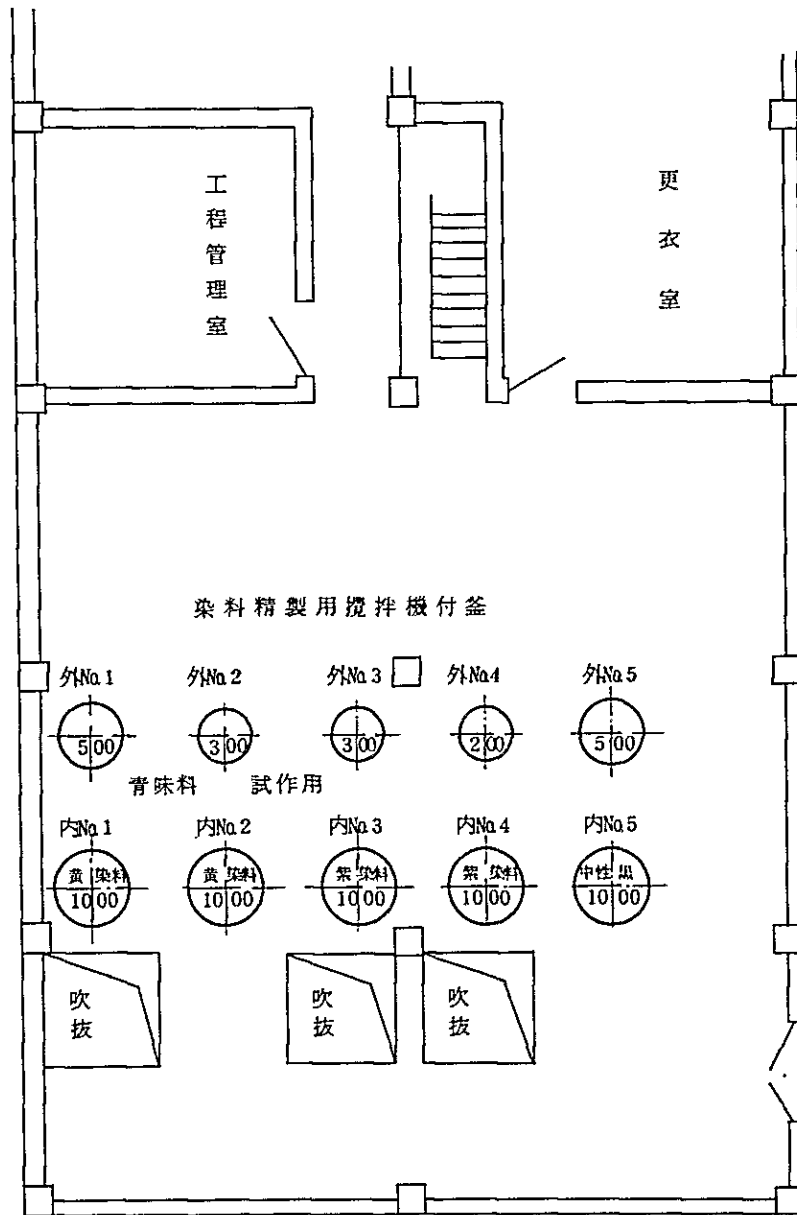 工程管理室
更衣室
染料精製用攪拌機付釜
外No.1 外No.2 外No.3 外No.4 外No.5
500 300 300 200 500
青味料 試作用
内No.1 内No.2 内No.3 内No.4 内No.5
黄染料 黄染料 紫染料 紫染料 中性黒
1000 1000 1000 1000 1000
吹抜 吹抜 吹抜